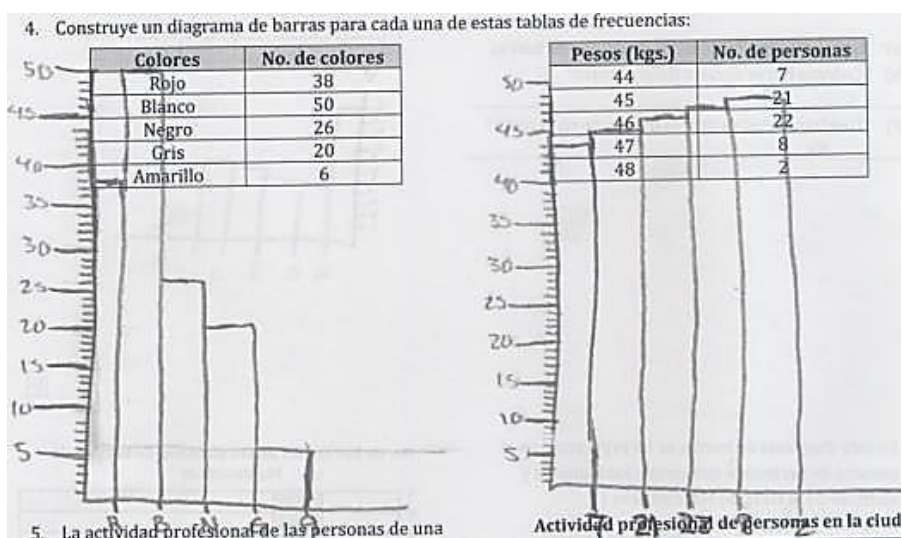 4. Construye un diagrama de barras para cada una de estas tablas de frecuencias:
Colores No. de colores
Rojo 38
Blanco 50
Negro 26
Gris 20
Amarillo 6
50
45
40
35
30
25
20
15
10
5
R B N G
Pesos (kgs.) No. de personas
44 7
45 21
46 22
47 8
48 2
50
45
40
35
30
25
20
15
10
5
7 21 22 8 2
5. La actividad profesional de las personas de una
Actividad profesional de personas en la ciud